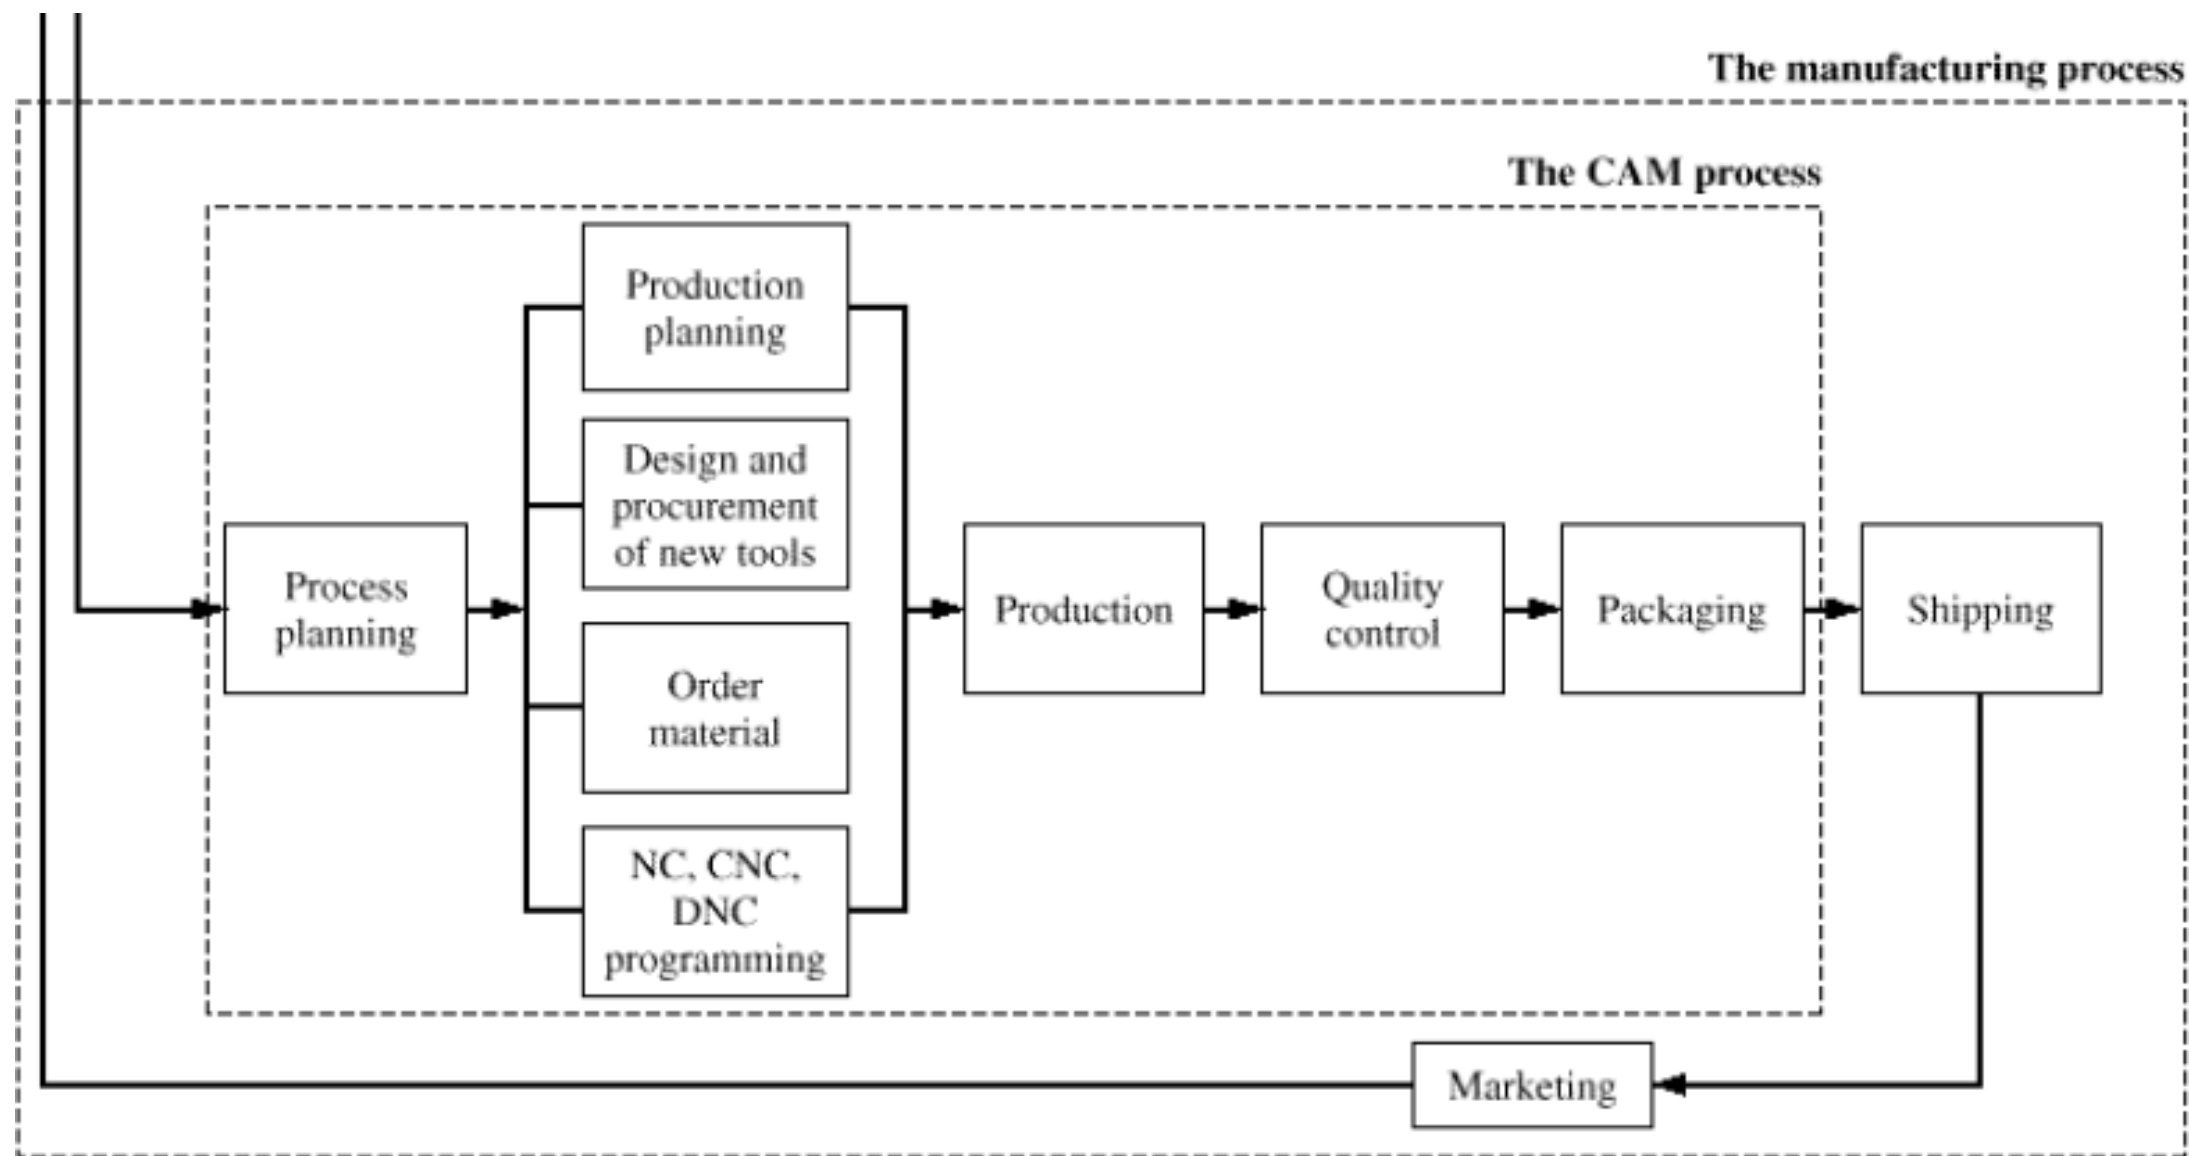 The manufacturing process
The CAM process
Production
planning
Design and
procurement
of new tools
Process
planning
Order
material
NC, CNC,
DNC
programming
Production
Quality
control
Packaging
Shipping
Marketing